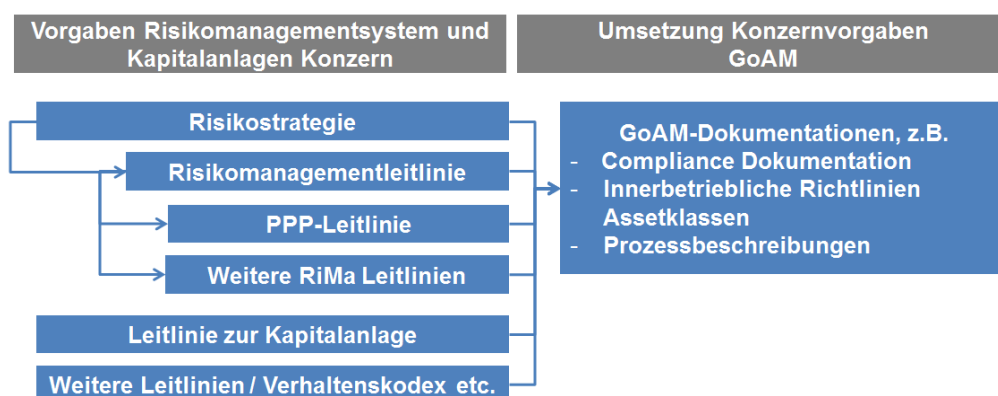 Vorgaben Risikomanagementsystem und
Kapitalanlagen Konzern
Umsetzung Konzernvorgaben
GoAM
Risikostrategie
Risikomanagementleitlinie
PPP-Leitlinie
Weitere RiMa Leitlinien
Leitlinie zur Kapitalanlage
Weitere Leitlinien / Verhaltenskodex etc.
GoAM-Dokumentationen, z.B.
- Compliance Dokumentation
- Innerbetriebliche Richtlinien
Assetklassen
- Prozessbeschreibungen